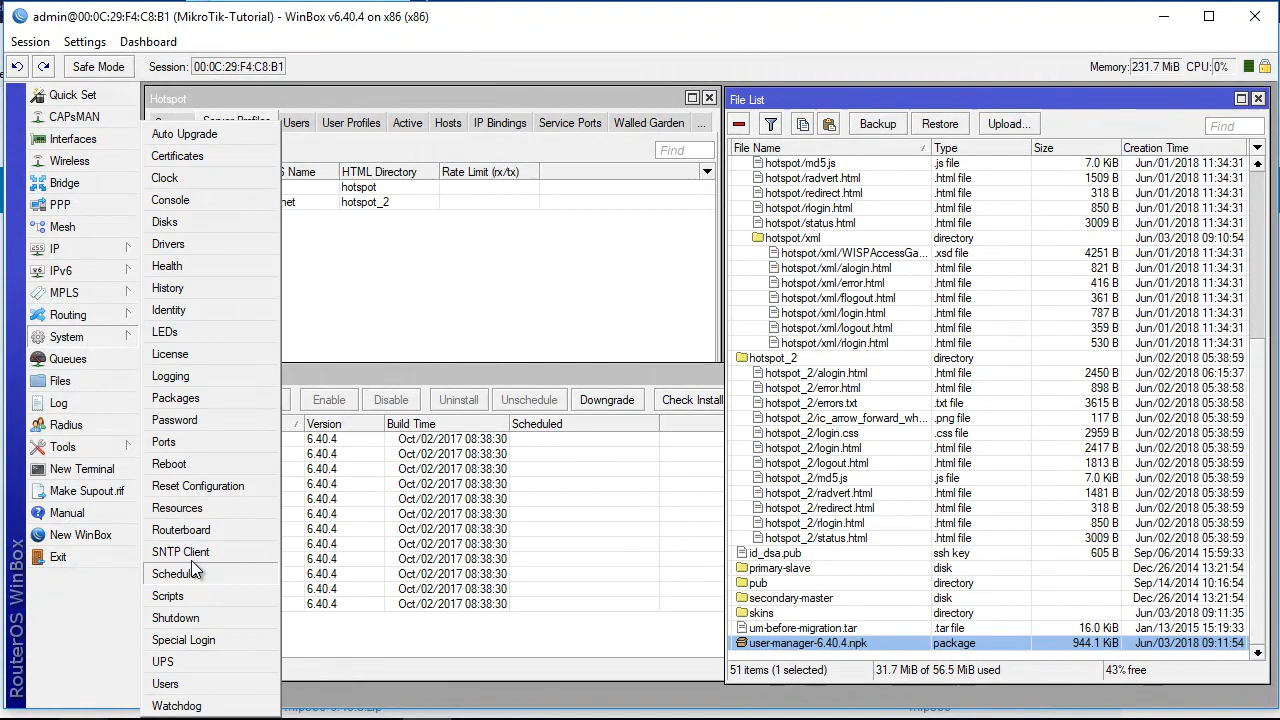 admin@00:0C:29:F4:C8:B1 (MikroTik-Tutorial) - WinBox v6.40.4 on x86 (x86)
Session Settings Dashboard
Safe Mode Session: 00:0C:29:F4:C8:B1 Memory: 231.7 MiB CPU: 0%
Quick Set
CAPsMAN
Interfaces
Wireless
Bridge
PPP
Mesh
IP
IPv6
MPLS
Routing
System
Queues
Files
Log
Radius
Tools
New Terminal
Make Supout.rif
Manual
New WinBox
Exit
RouterOS WinBox
Auto Upgrade
Certificates
Clock
Console
Disks
Drivers
Health
History
Identity
LEDs
License
Logging
Packages
Password
Ports
Reboot
Reset Configuration
Resources
Routerboard
SNTP Client
Scheduler
Scripts
Shutdown
Special Login
UPS
Users
Watchdog
Hotspot
Users User Profiles Active Hosts IP Bindings Service Ports Walled Garden ...
Find
S Name HTML Directory Rate Limit (rx/tx)
hotspot
net hotspot_2
Enable Disable Uninstall Unschedule Downgrade Check Install
Version Build Time Scheduled
6.40.4 Oct/02/2017 08:38:30
6.40.4 Oct/02/2017 08:38:30
6.40.4 Oct/02/2017 08:38:30
6.40.4 Oct/02/2017 08:38:30
6.40.4 Oct/02/2017 08:38:30
6.40.4 Oct/02/2017 08:38:30
6.40.4 Oct/02/2017 08:38:30
6.40.4 Oct/02/2017 08:38:30
6.40.4 Oct/02/2017 08:38:30
6.40.4 Oct/02/2017 08:38:30
6.40.4 Oct/02/2017 08:38:30
6.40.4 Oct/02/2017 08:38:30
File List
Backup Restore Upload... Find
File Name Type Size Creation Time
hotspot/md5.js .js file 7.0 KiB Jun/01/2018 11:34:31
hotspot/radvert.html .html file 1509 B Jun/01/2018 11:34:31
hotspot/redirect.html .html file 318 B Jun/01/2018 11:34:31
hotspot/rlogin.html .html file 850 B Jun/01/2018 11:34:31
hotspot/status.html .html file 3009 B Jun/01/2018 11:34:31
hotspot/xml directory Jun/03/2018 09:10:54
hotspot/xml/WISPAccessGa... .xsd file 4251 B Jun/01/2018 11:34:31
hotspot/xml/alogin.html .html file 821 B Jun/01/2018 11:34:31
hotspot/xml/error.html .html file 416 B Jun/01/2018 11:34:31
hotspot/xml/flogout.html .html file 361 B Jun/01/2018 11:34:31
hotspot/xml/login.html .html file 787 B Jun/01/2018 11:34:31
hotspot/xml/logout.html .html file 359 B Jun/01/2018 11:34:31
hotspot/xml/rlogin.html .html file 530 B Jun/01/2018 11:34:31
hotspot_2 directory Jun/02/2018 05:38:59
hotspot_2/alogin.html .html file 2450 B Jun/02/2018 06:15:37
hotspot_2/error.html .html file 898 B Jun/02/2018 05:38:58
hotspot_2/errors.txt .txt file 3615 B Jun/02/2018 05:38:58
hotspot_2/ic_arrow_forward_wh... .png file 117 B Jun/02/2018 05:38:58
hotspot_2/login.css .css file 2959 B Jun/02/2018 05:38:59
hotspot_2/login.html .html file 2417 B Jun/02/2018 05:38:59
hotspot_2/logout.html .html file 1813 B Jun/02/2018 05:38:59
hotspot_2/md5.js .js file 7.0 KiB Jun/02/2018 05:38:59
hotspot_2/radvert.html .html file 1481 B Jun/02/2018 05:38:59
hotspot_2/redirect.html .html file 318 B Jun/02/2018 05:38:59
hotspot_2/rlogin.html .html file 850 B Jun/02/2018 05:38:59
hotspot_2/status.html .html file 3009 B Jun/02/2018 05:38:59
id_dsa.pub ssh key 605 B Sep/06/2014 15:59:33
primary-slave disk Dec/26/2014 13:21:54
pub directory Sep/14/2014 10:16:54
secondary-master disk Dec/26/2014 13:21:54
skins directory Jun/03/2018 09:11:35
um-before-migration.tar .tar file 16.0 KiB Jan/13/2015 15:19:33
user-manager-6.40.4.npk package 944.1 KiB Jun/03/2018 09:11:54
51 items (1 selected) 31.7 MiB of 56.5 MiB used 43% free